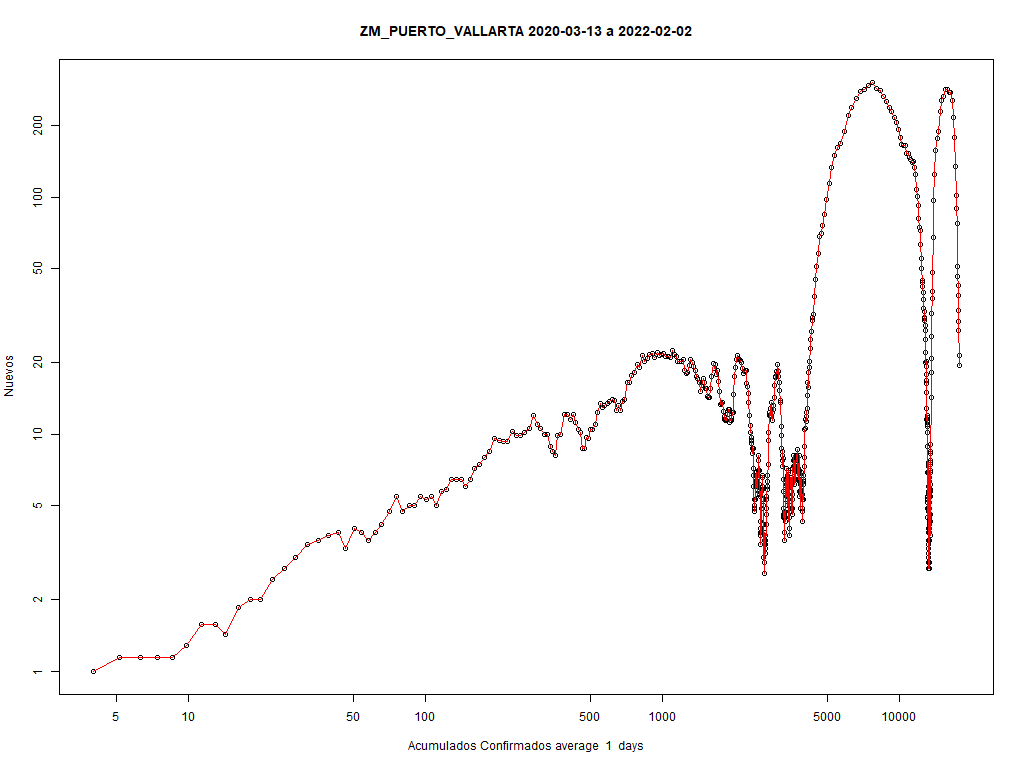 ZM_PUERTO_VALLARTA 2020-03-13 a 2022-02-02
Nuevos
200
100
50
20
10
5
2
1
5 10 50 100 500 1000 5000 10000
Acumulados Confirmados average 1 days